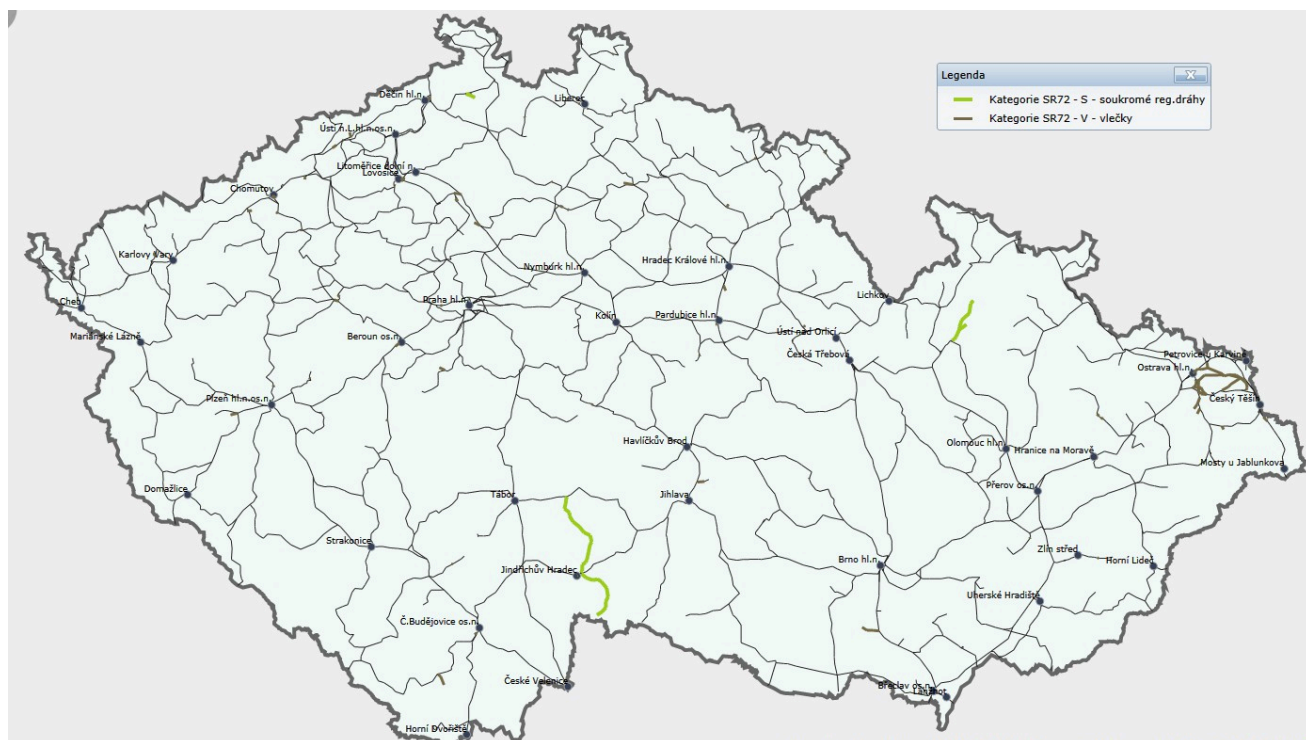 Legenda
Kategorie SR72 - S - soukromé reg.dráhy
Kategorie SR72 - V - vlečky
Děčín hl.n.
Liberec
Ústí n.L.hl.n.os.n.
Litoměřice dolní n.
Lovosice
Chomutov
Karlovy Vary
Nymburk hl.n.
Hradec Králové hl.n.
Cheb
Praha hl.n.
Lichkov
Kolín
Pardubice hl.n.
Mariánské Lázně
Beroun os.n.
Ústí nad Orlicí
Česká Třebová
Petrovice u Karviné
Ostrava hl.n.
Český Těšín
Plzeň hl.n.os.n.
Havlíčkův Brod
Olomouc hl.n.
Hranice na Moravě
Mosty u Jablunkova
Domažlice
Tábor
Jihlava
Přerov os.n.
Strakonice
Zlín střed
Jindřichův Hradec
Brno hl.n.
Horní Lideč
Uherské Hradiště
Č.Budějovice os.n.
České Velenice
Břeclav os.n.
Lanžhot
Horní Dvořiště